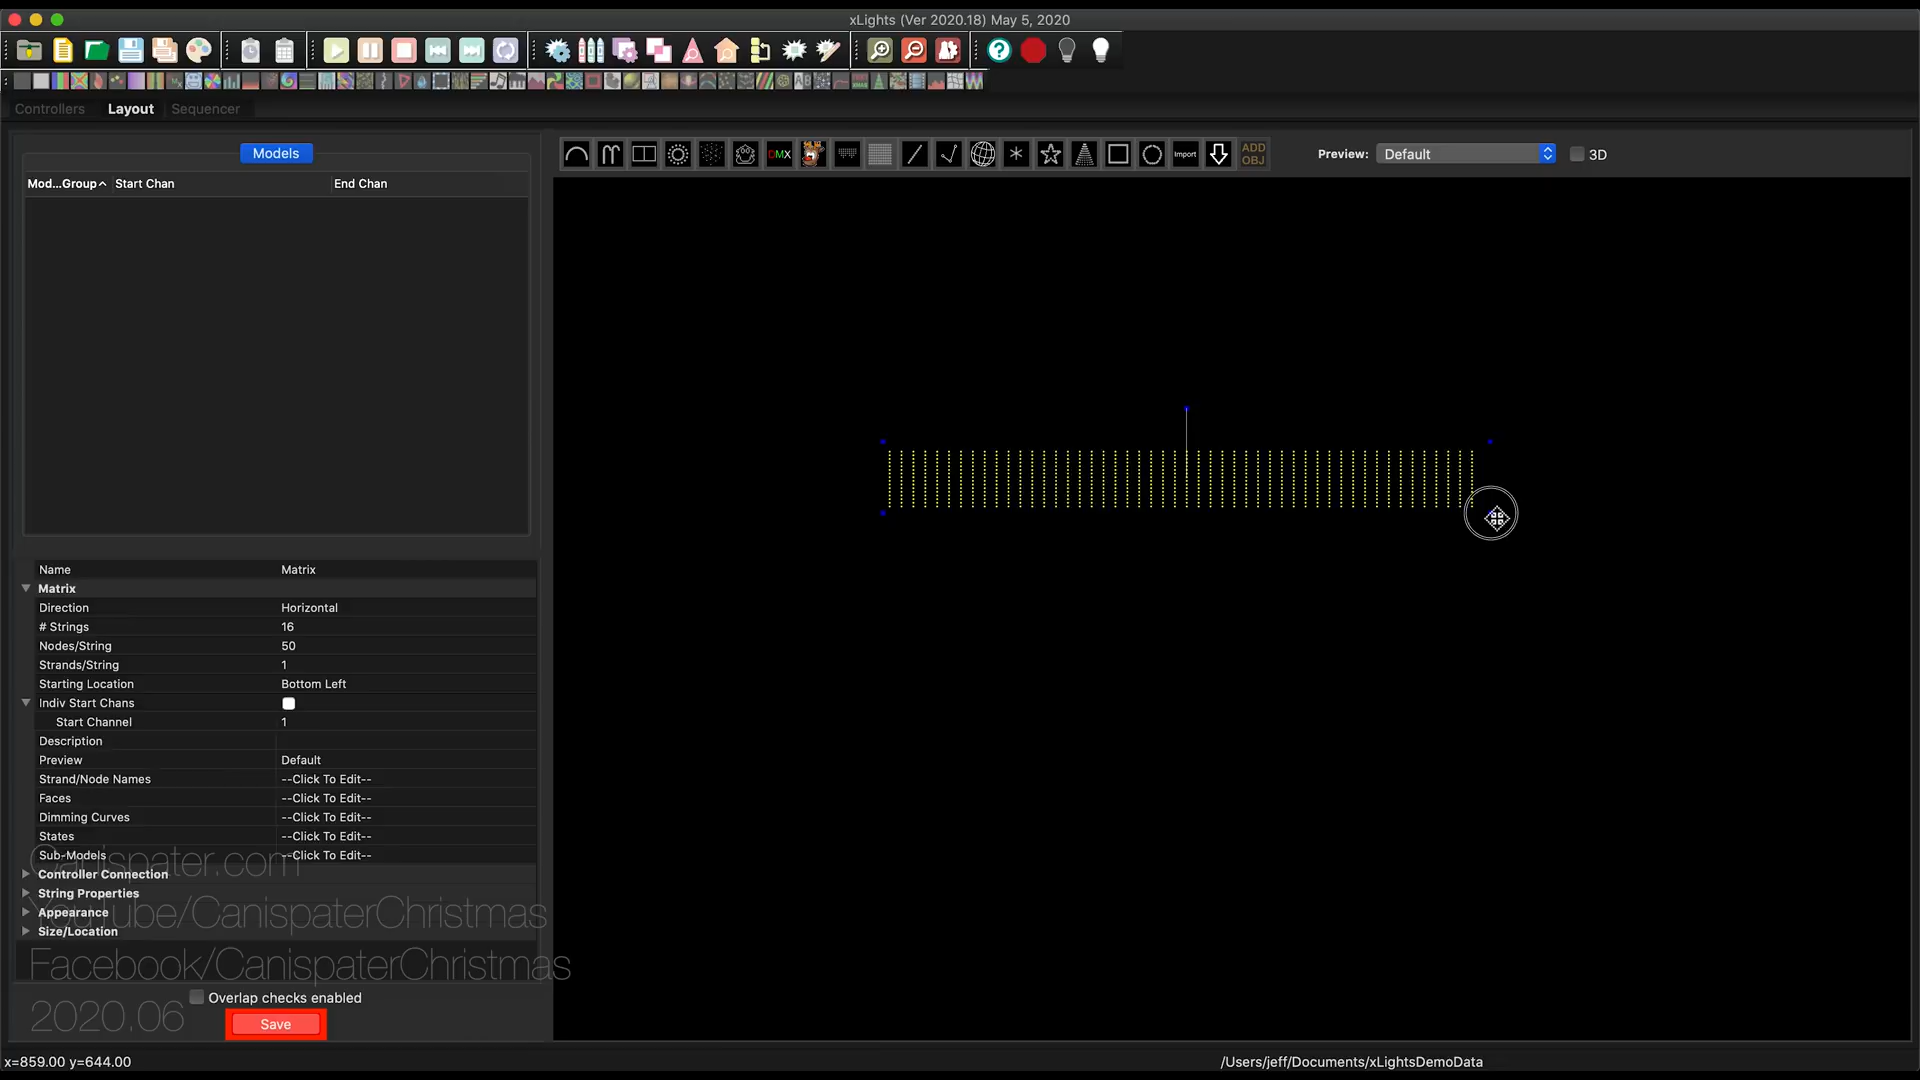 xLights (Ver 2020.18) May 5, 2020
Controllers Layout Sequencer
Models
DMX Import ADD OBJ
Preview: Default 3D
Mod...Group Start Chan End Chan
Name Matrix
Matrix
Direction Horizontal
# Strings 16
Nodes/String 50
Strands/String 1
Starting Location Bottom Left
Indiv Start Chans
Start Channel 1
Description
Preview Default
Strand/Node Names --Click To Edit--
Faces --Click To Edit--
Dimming Curves --Click To Edit--
States --Click To Edit--
Sub-Models --Click To Edit--
Canispater.com
Controller Connection
String Properties
YouTube/CanispaterChristmas
Appearance
Size/Location
Facebook/CanispaterChristmas
Overlap checks enabled
2020.06
Save
x=859.00 y=644.00
/Users/jeff/Documents/xLightsDemoData